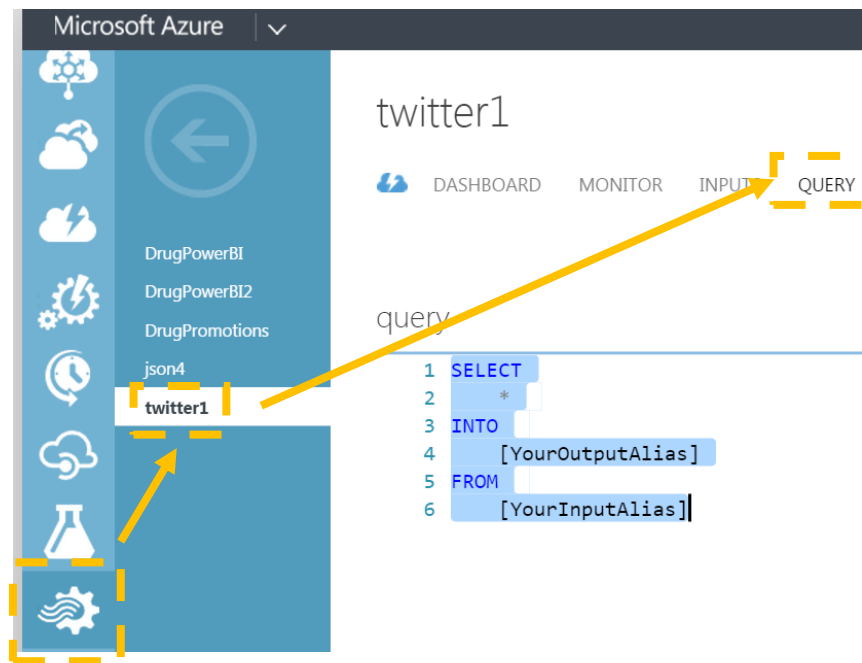 Microsoft Azure
twitter1
DASHBOARD MONITOR INPUTS QUERY
DrugPowerBI
DrugPowerBI2
DrugPromotions
json4
twitter1
query
1 SELECT
2 *
3 INTO
4 [YourOutputAlias]
5 FROM
6 [YourInputAlias]